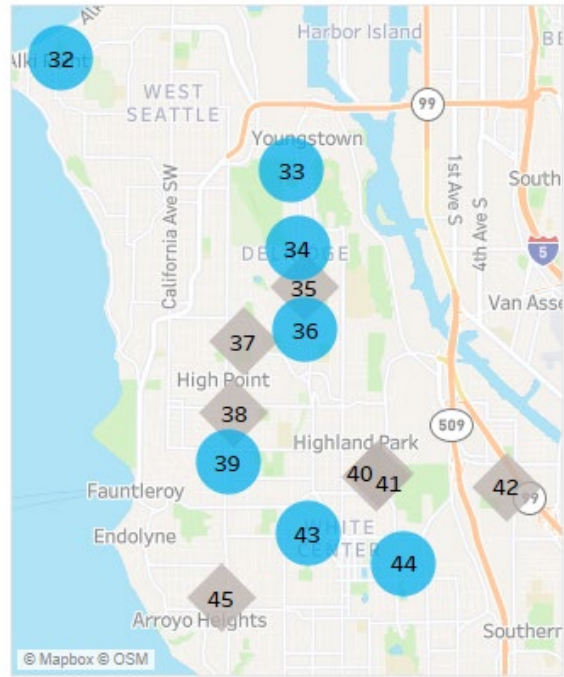 Harbor Island
32
WEST
SEATTLE
99
Youngstown
33
California Ave SW
1st Ave S
4th Ave S
South
34
5
35
Van Asse
36
37
High Point
38
509
Highland Park
39
40
41
42
99
Fauntleroy
43
WHITE
CENTER
Endolyne
44
45
Arroyo Heights
Southern
© Mapbox © OSM